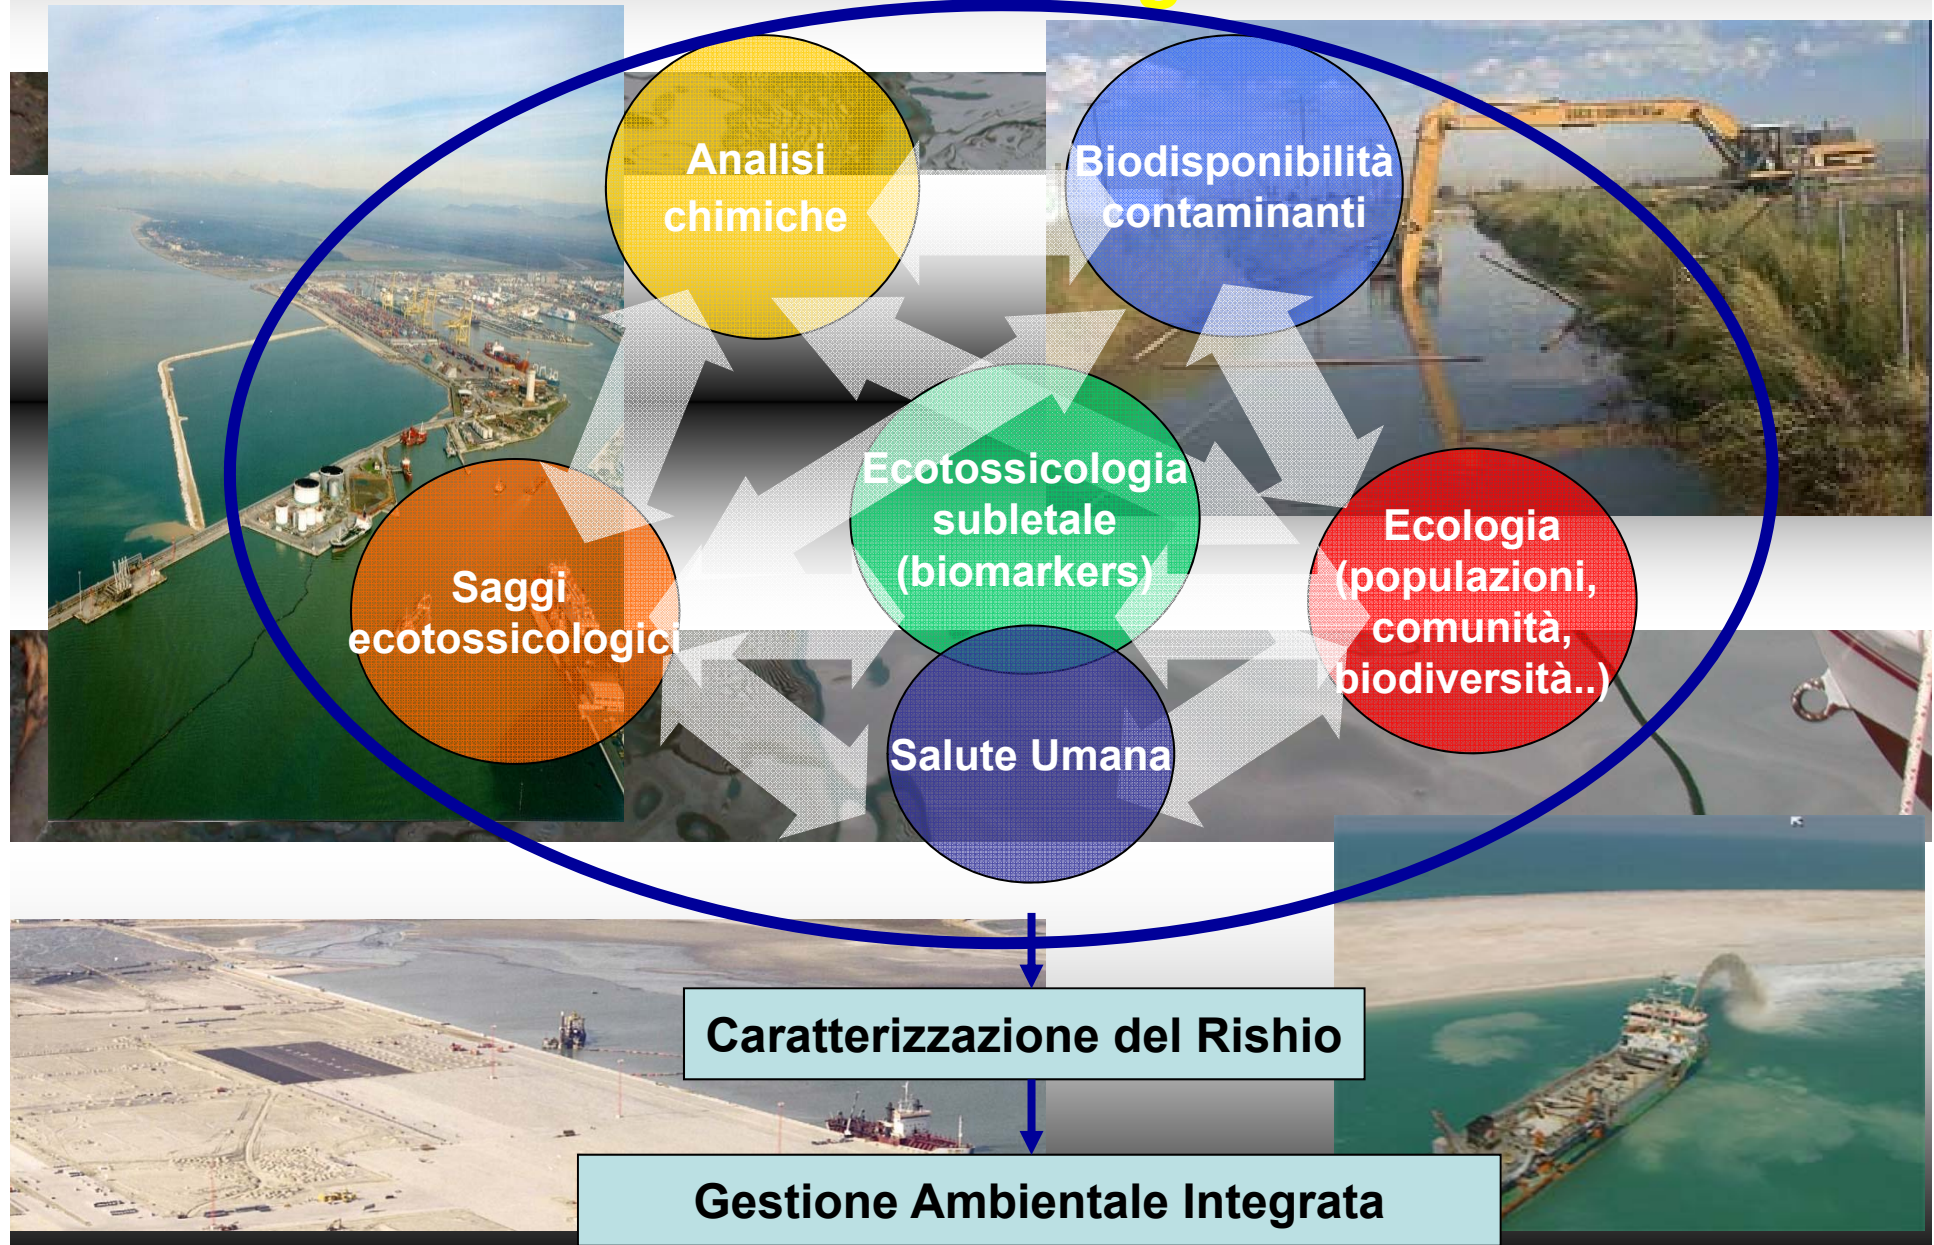 Analisi
chimiche
Biodisponibilità
contaminanti
Ecotossicologia
subletale
(biomarkers)
Ecologia
(populazioni,
comunità,
biodiversità..)
Saggi
ecotossicologici
Salute Umana
Caratterizzazione del Rishio
Gestione Ambientale Integrata